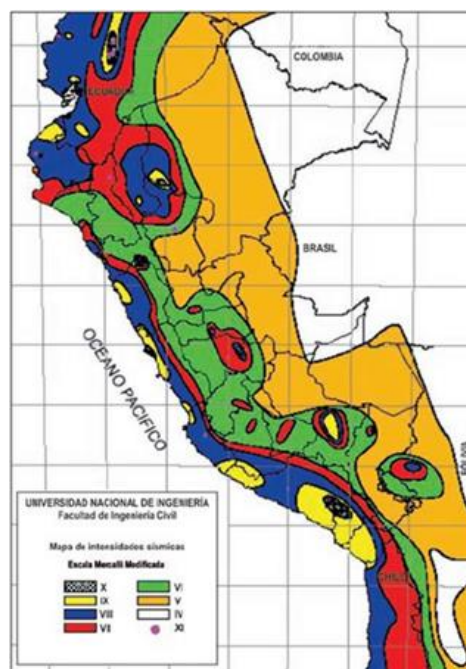 COLOMBIA
ECUADOR
BRASIL
OCEANO PACIFICO
CHILE
UNIVERSIDAD NACIONAL DE INGENIERÍA
Facultad de Ingeniería Civil
Mapa de intensidades sísmicas
Escala Mercalli Modificada
X
IX
VIII
VII
VI
V
IV
XI